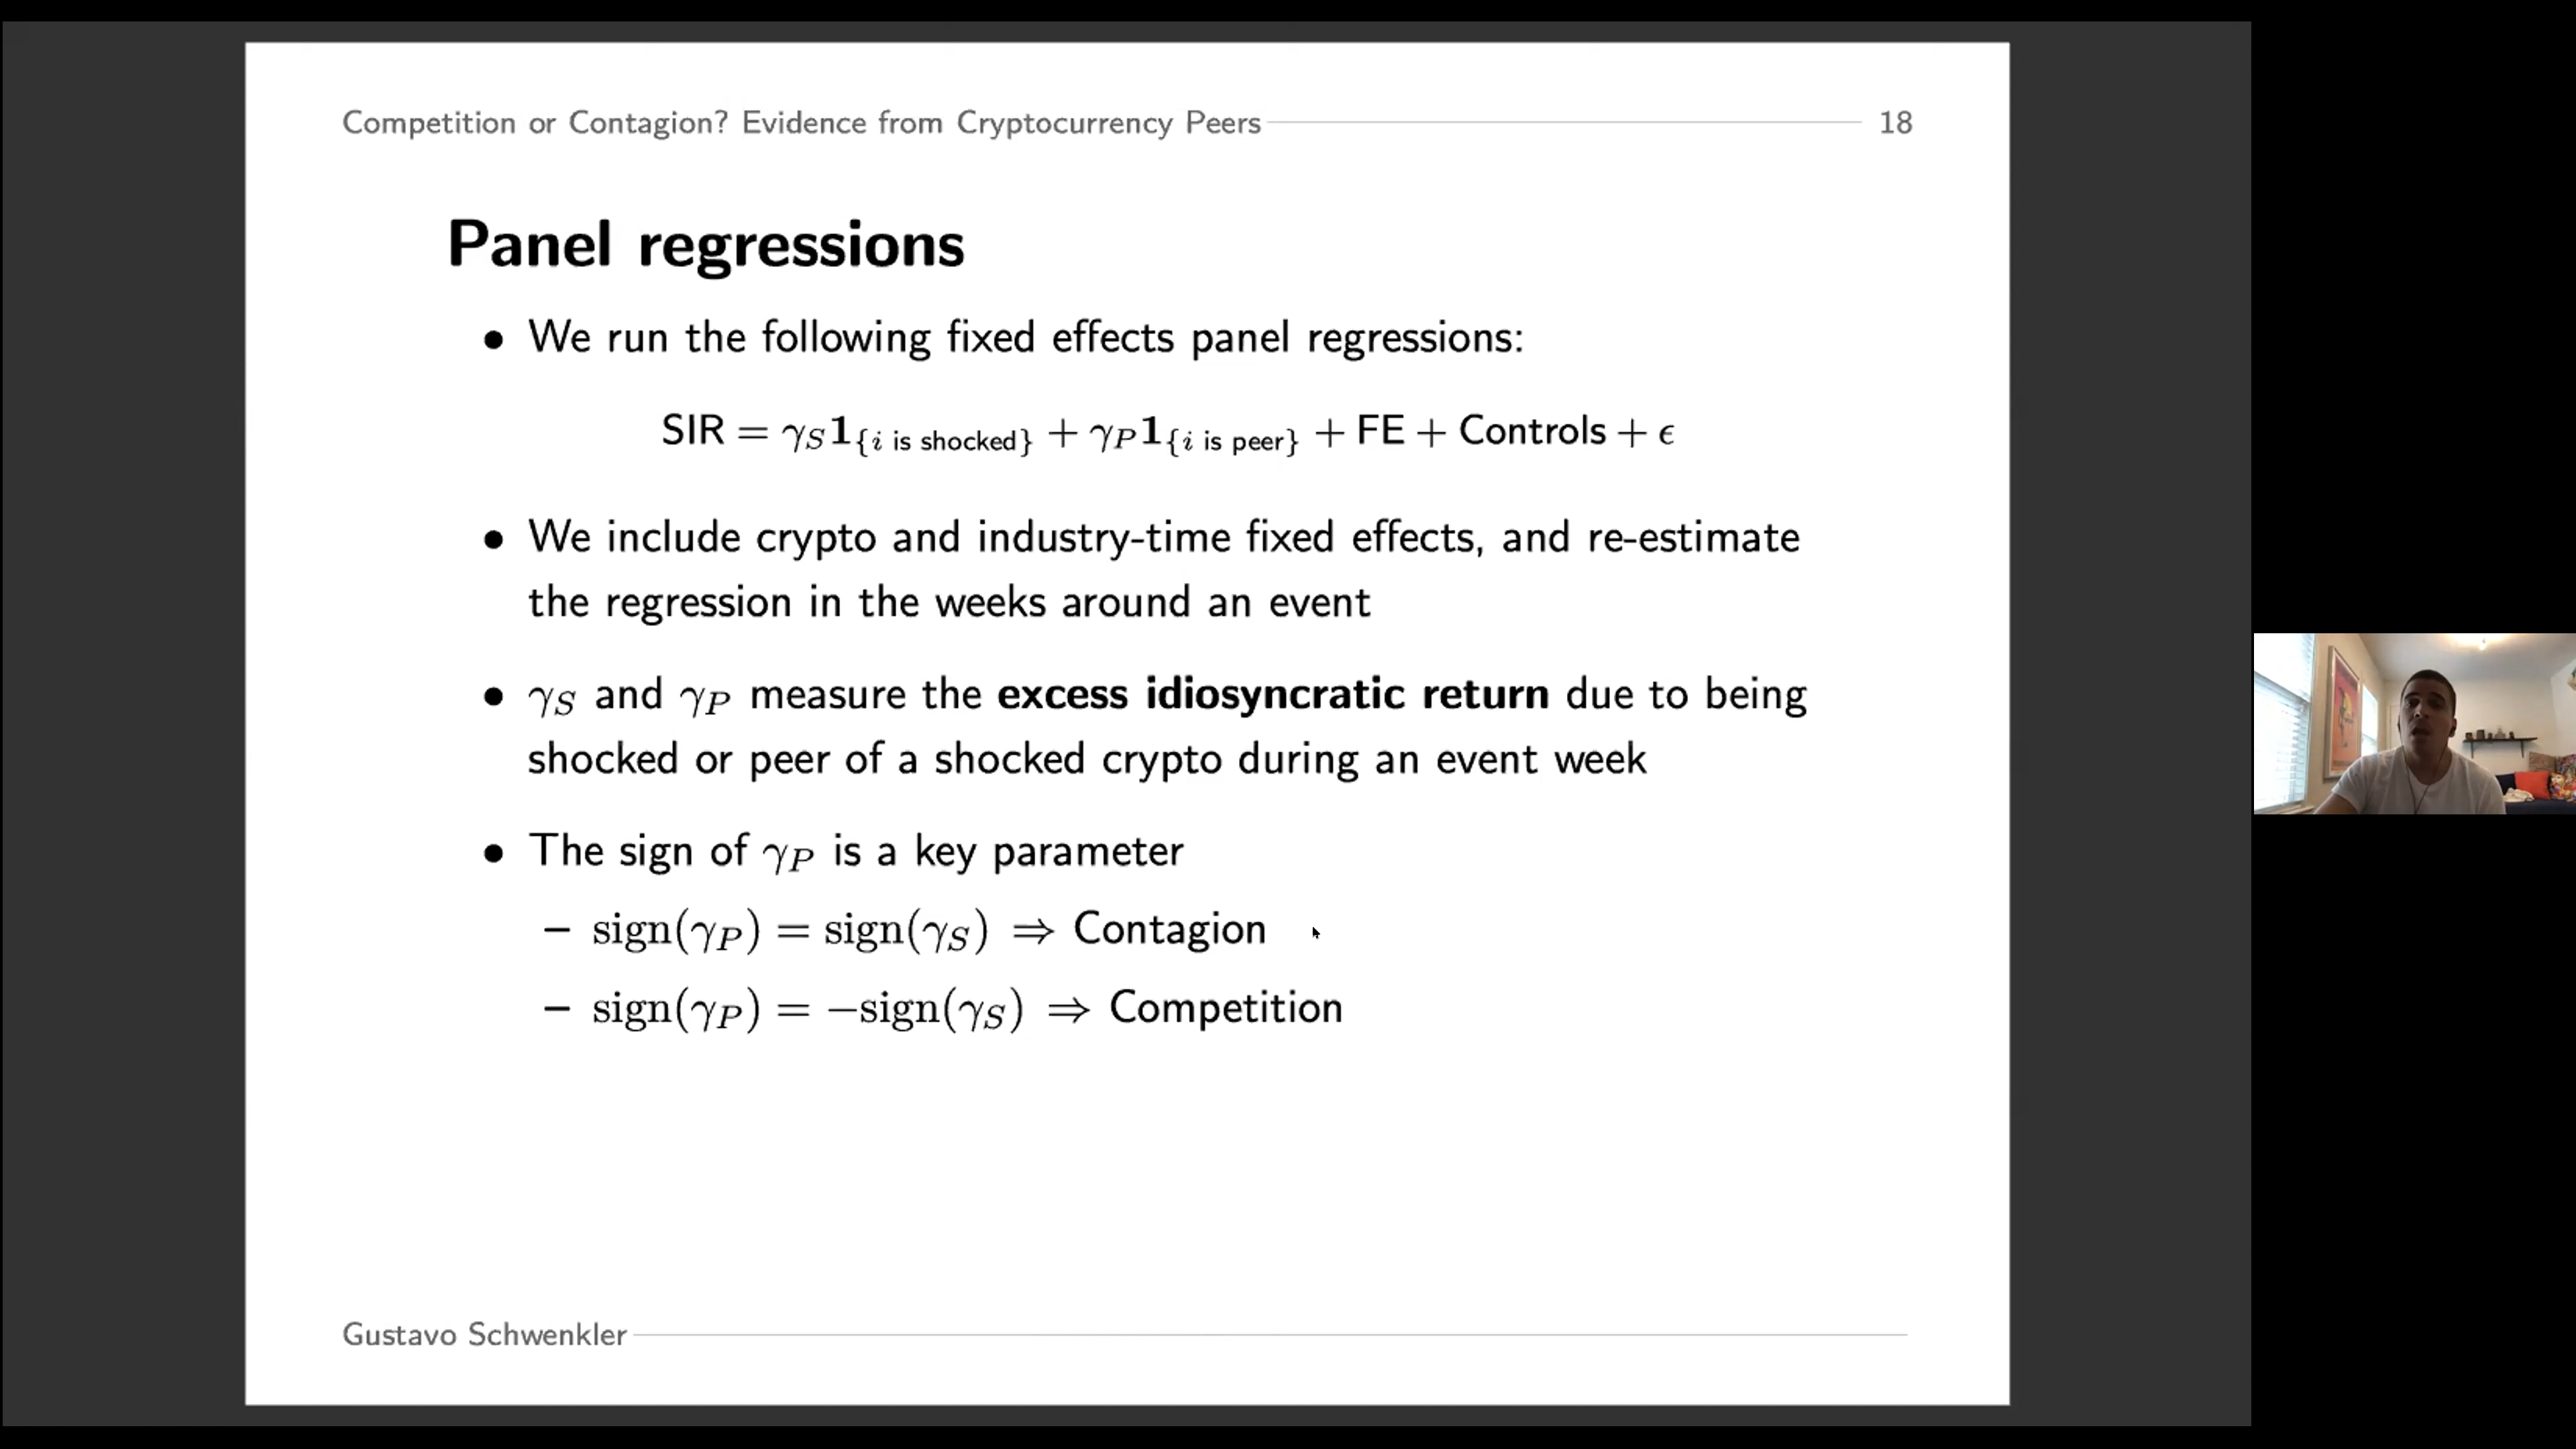 Competition or Contagion? Evidence from Cryptocurrency Peers 18
Panel regressions
• We run the following fixed effects panel regressions:
SIR = γ_S 1_{i is shocked} + γ_P 1_{i is peer} + FE + Controls + ϵ
• We include crypto and industry-time fixed effects, and re-estimate
the regression in the weeks around an event
• γ_S and γ_P measure the excess idiosyncratic return due to being
shocked or peer of a shocked crypto during an event week
• The sign of γ_P is a key parameter
– sign(γ_P) = sign(γ_S) ⇒ Contagion
– sign(γ_P) = −sign(γ_S) ⇒ Competition
Gustavo Schwenkler